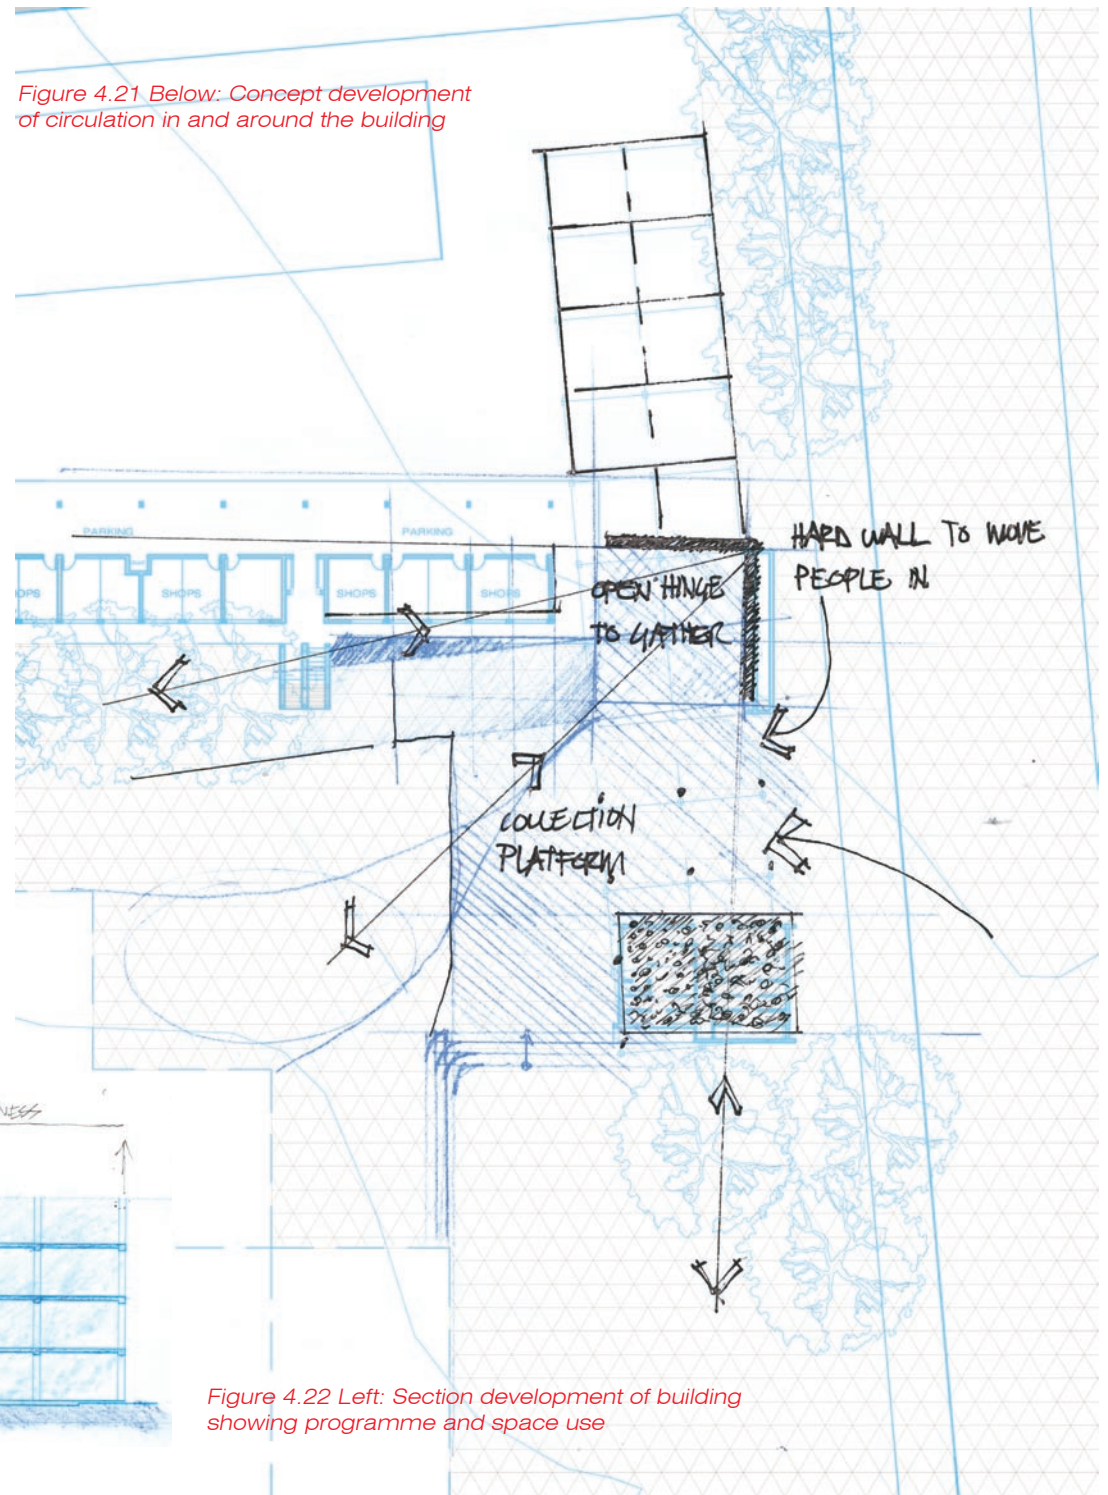 Figure 4.21 Below: Concept development
of circulation in and around the building
PARKING
PARKING
HARD WALL TO MOVE
PEOPLE IN
OPS
SHOPS
SHOPS
SHOPS
OPEN HINGE
TO GATHER
COLLECTION
PLATFORM
Figure 4.22 Left: Section development of building
showing programme and space use